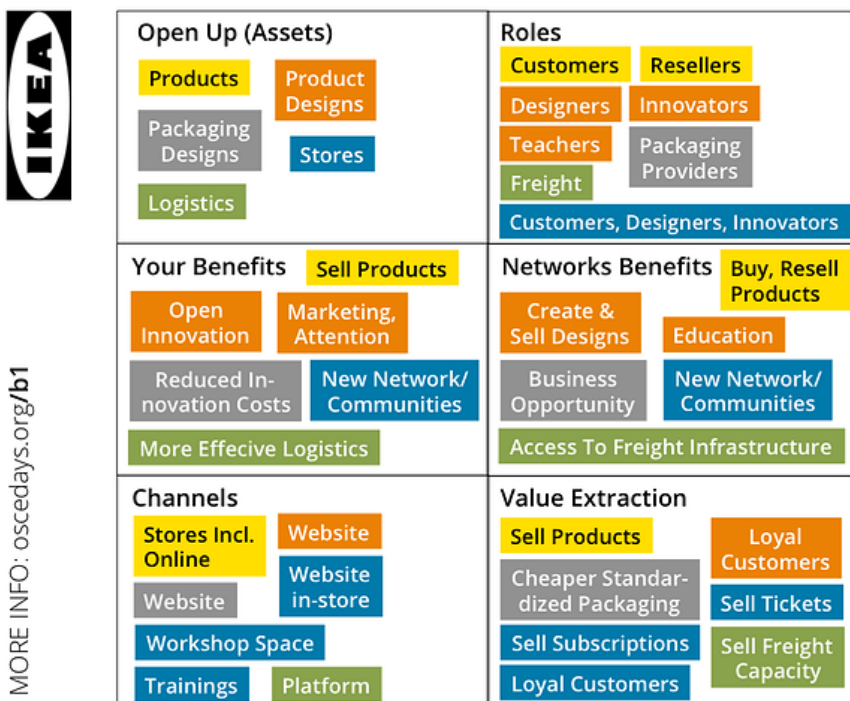 IKEA
MORE INFO: oscedays.org/b1
Open Up (Assets)
Products
Product
Designs
Packaging
Designs
Stores
Logistics
Roles
Customers
Resellers
Designers
Innovators
Teachers
Packaging
Providers
Freight
Customers, Designers, Innovators
Your Benefits
Sell Products
Open
Innovation
Marketing,
Attention
Reduced In-
novation Costs
New Network/
Communities
More Effecive Logistics
Networks Benefits
Buy, Resell
Products
Create &
Sell Designs
Education
Business
Opportunity
New Network/
Communities
Access To Freight Infrastructure
Channels
Stores Incl.
Online
Website
Website
Website
in-store
Workshop Space
Trainings
Platform
Value Extraction
Sell Products
Loyal
Customers
Cheaper Standar-
dized Packaging
Sell Tickets
Sell Subscriptions
Sell Freight
Capacity
Loyal Customers